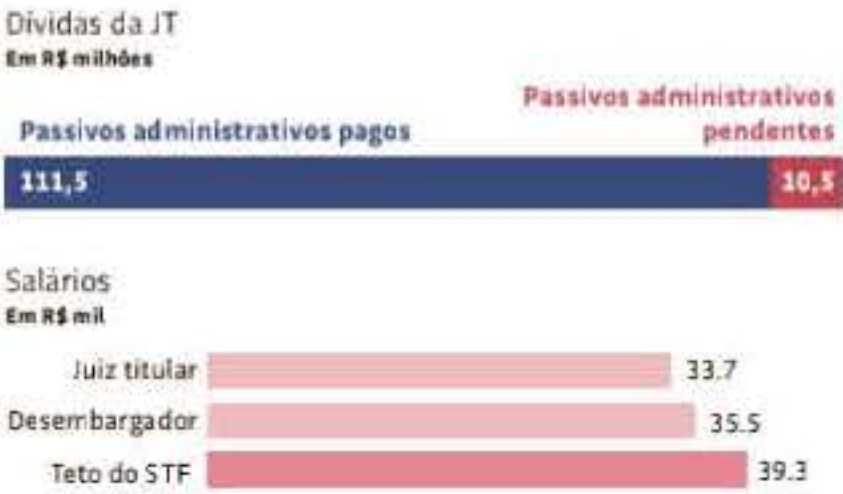 Dívidas da JT
Em R$ milhões
Passivos administrativos pagos
Passivos administrativos
pendentes
111,5
10,5
Salários
Em R$ mil
Juiz titular 33.7
Desembargador 35.5
Teto do STF 39.3